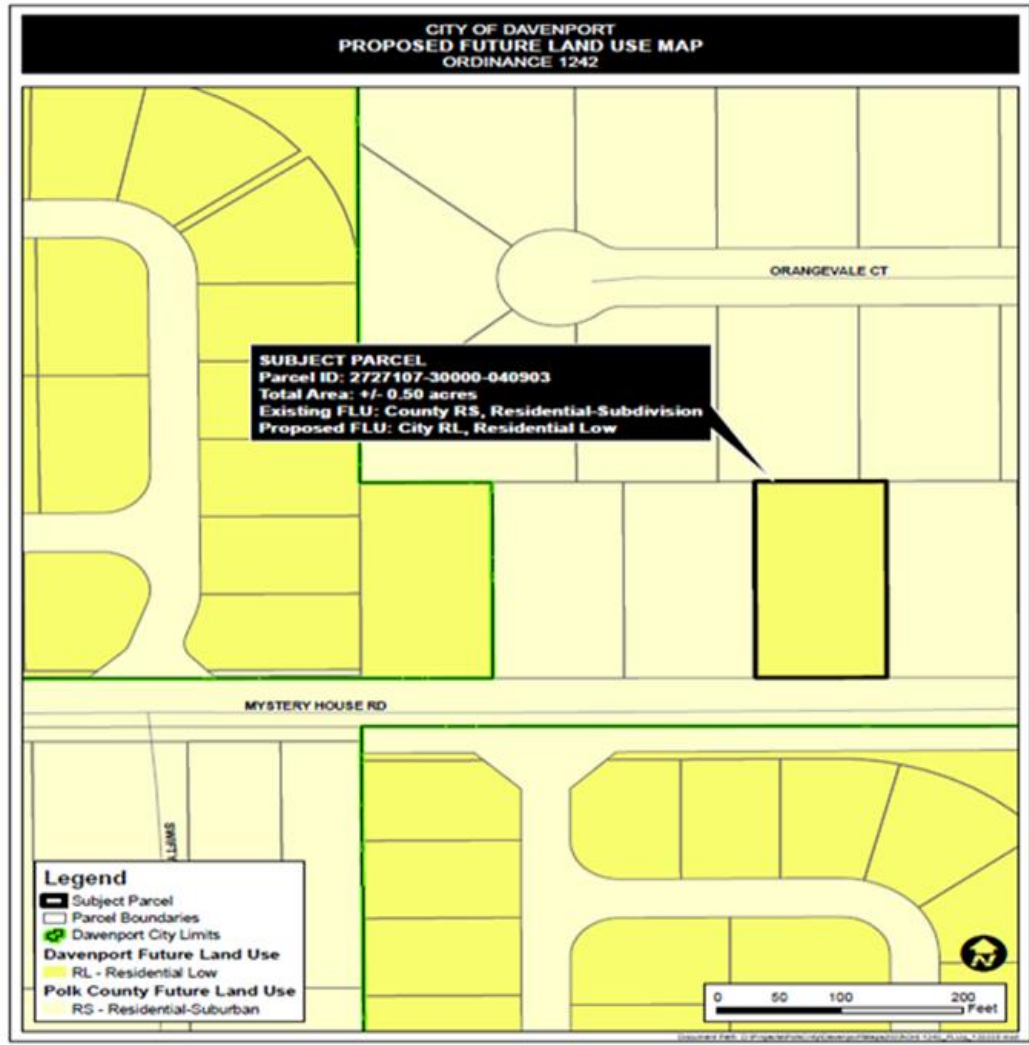 CITY OF DAVENPORT
PROPOSED FUTURE LAND USE MAP
ORDINANCE 1242
ORANGEVALE CT
SUBJECT PARCEL
Parcel ID: 2727107-30000-040903
Total Area: +/- 0.50 acres
Existing FLU: County RS, Residential-Subdivision
Proposed FLU: City RL, Residential Low
MYSTERY HOUSE RD
SWIFTY
Legend
Subject Parcel
Parcel Boundaries
Davenport City Limits
Davenport Future Land Use
RL - Residential Low
Polk County Future Land Use
RS - Residential-Suburban
N
0 50 100 200
Feet
Document Path: